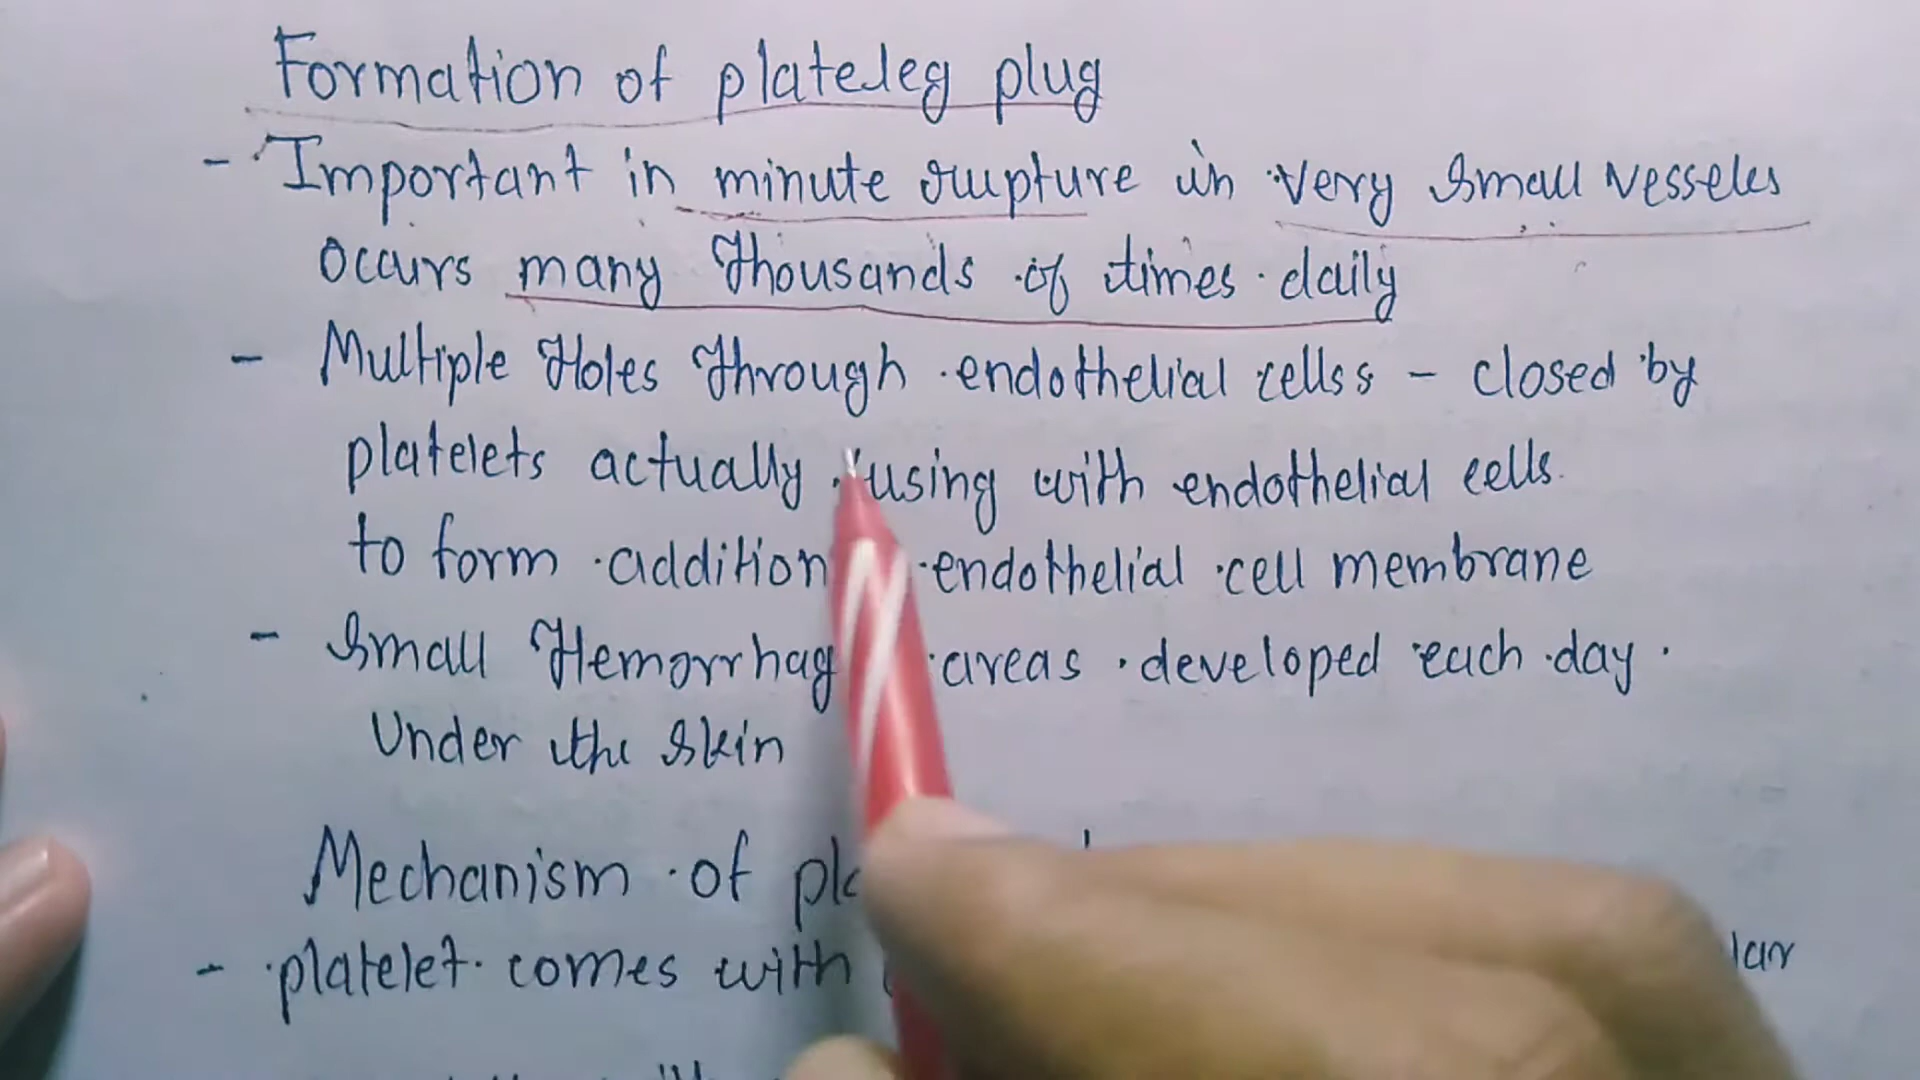 Formation of plateleg plug
- Important in minute rupture in very small vesseles
occurs many thousands of times daily
- Multiple Holes through endothelial cellss - closed by
platelets actually using with endothelial cells
to form addition endothelial cell membrane
- Small Hemorrhag areas developed each day
Under the skin
Mechanism of pla
- platelet comes with